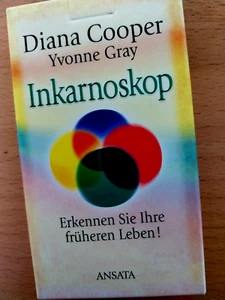 Diana Cooper
Yvonne Gray
Inkarnoskop
Erkennen Sie Ihre
früheren Leben!
ANSATA